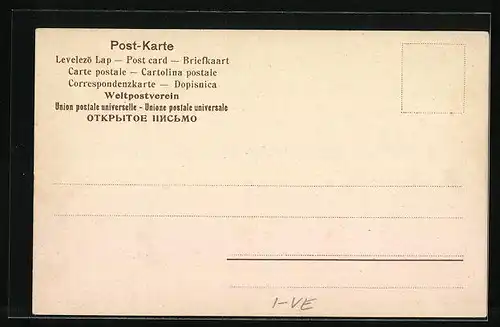 Post-Karte
Levelezö Lap — Post card — Briefkaart
Carte postale — Cartolina postale
Correspondenzkarte — Dopisnica
Weltpostverein
Union postale universelle - Unione postale universale
ОТКРЫТОЕ ПИСЬМО
I-VE